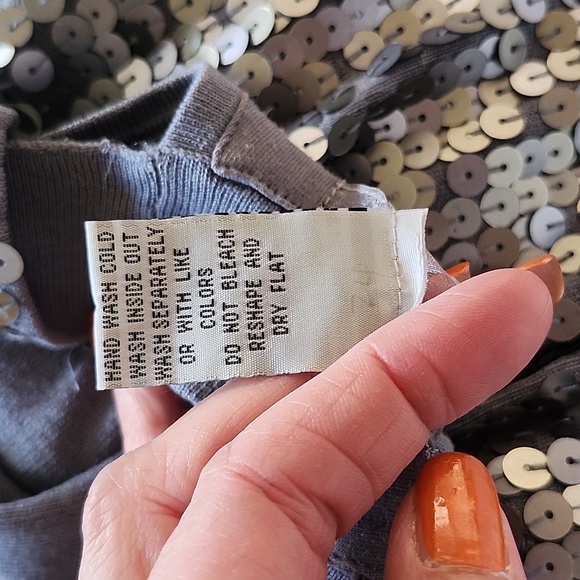 HAND WASH COLD
WASH INSIDE OUT
WASH SEPARATELY
OR WITH LIKE
COLORS
DO NOT BLEACH
RESHAPE AND
DRY FLAT